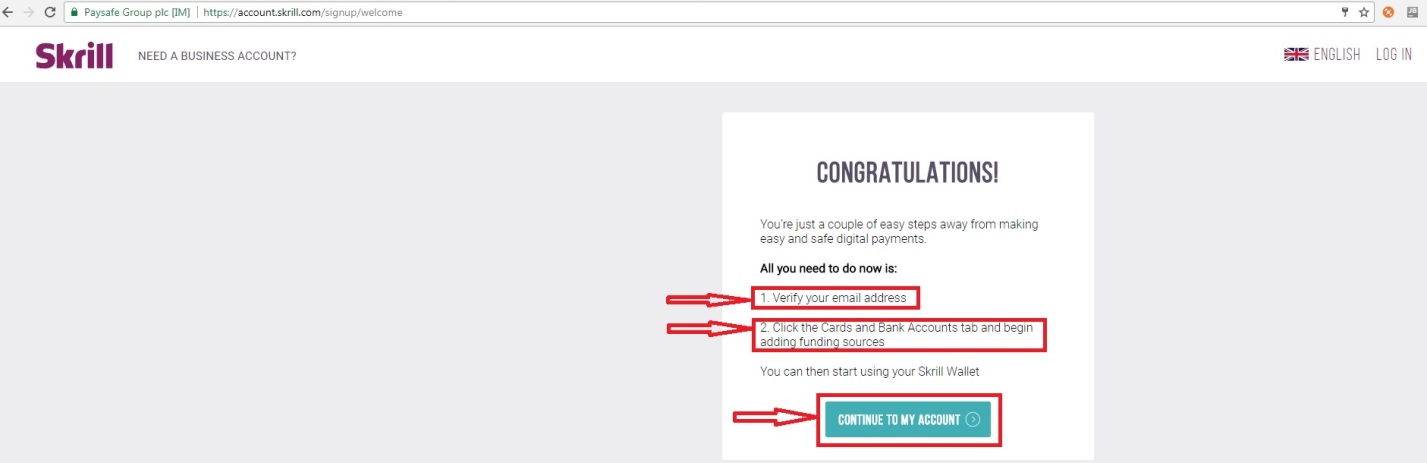 Paysafe Group plc [IM] | https://account.skrill.com/signup/welcome
Skrill NEED A BUSINESS ACCOUNT? ENGLISH LOG IN
CONGRATULATIONS!
You're just a couple of easy steps away from making
easy and safe digital payments.
All you need to do now is:
1. Verify your email address
2. Click the Cards and Bank Accounts tab and begin
adding funding sources
You can then start using your Skrill Wallet
CONTINUE TO MY ACCOUNT